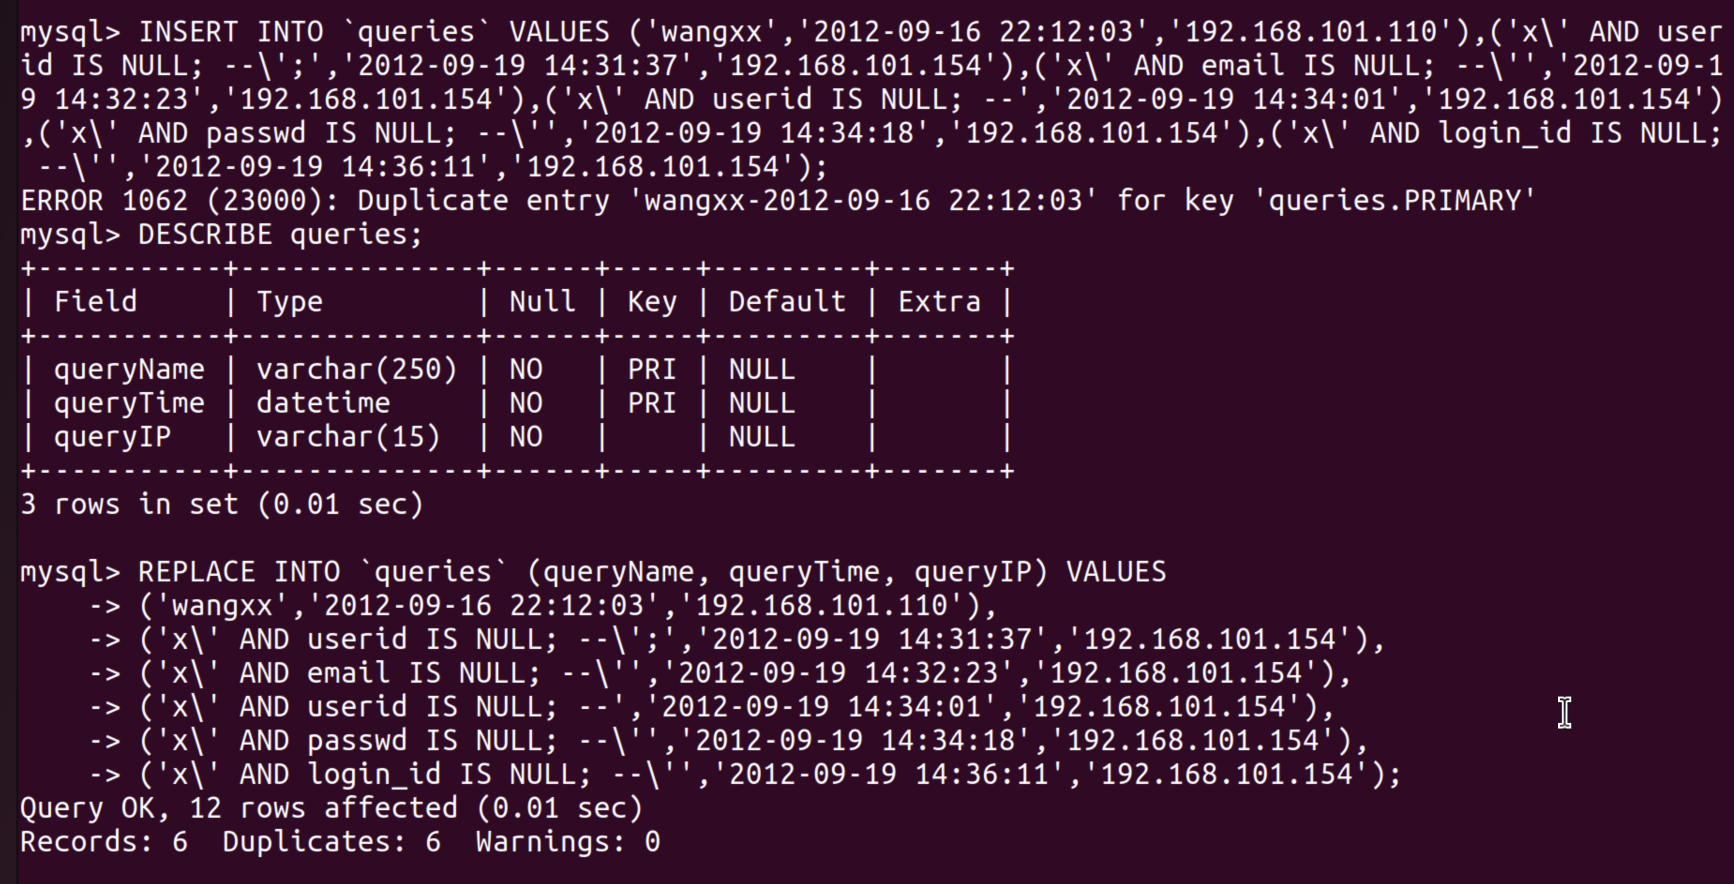 mysql> INSERT INTO `queries` VALUES ('wangxx','2012-09-16 22:12:03','192.168.101.110'),('x\' AND user
id IS NULL; --\';','2012-09-19 14:31:37','192.168.101.154'),('x\' AND email IS NULL; --\'','2012-09-1
9 14:32:23','192.168.101.154'),('x\' AND userid IS NULL; --','2012-09-19 14:34:01','192.168.101.154')
,('x\' AND passwd IS NULL; --\'','2012-09-19 14:34:18','192.168.101.154'),('x\' AND login_id IS NULL;
 --\'','2012-09-19 14:36:11','192.168.101.154');
ERROR 1062 (23000): Duplicate entry 'wangxx-2012-09-16 22:12:03' for key 'queries.PRIMARY'
mysql> DESCRIBE queries;
+-----------+--------------+------+-----+---------+-------+
| Field     | Type         | Null | Key | Default | Extra |
+-----------+--------------+------+-----+---------+-------+
| queryName | varchar(250) | NO   | PRI | NULL    |       |
| queryTime | datetime     | NO   | PRI | NULL    |       |
| queryIP   | varchar(15)  | NO   |     | NULL    |       |
+-----------+--------------+------+-----+---------+-------+
3 rows in set (0.01 sec)

mysql> REPLACE INTO `queries` (queryName, queryTime, queryIP) VALUES
    -> ('wangxx','2012-09-16 22:12:03','192.168.101.110'),
    -> ('x\' AND userid IS NULL; --\';','2012-09-19 14:31:37','192.168.101.154'),
    -> ('x\' AND email IS NULL; --\'','2012-09-19 14:32:23','192.168.101.154'),
    -> ('x\' AND userid IS NULL; --','2012-09-19 14:34:01','192.168.101.154'),
    -> ('x\' AND passwd IS NULL; --\'','2012-09-19 14:34:18','192.168.101.154'),
    -> ('x\' AND login_id IS NULL; --\'','2012-09-19 14:36:11','192.168.101.154');
Query OK, 12 rows affected (0.01 sec)
Records: 6  Duplicates: 6  Warnings: 0